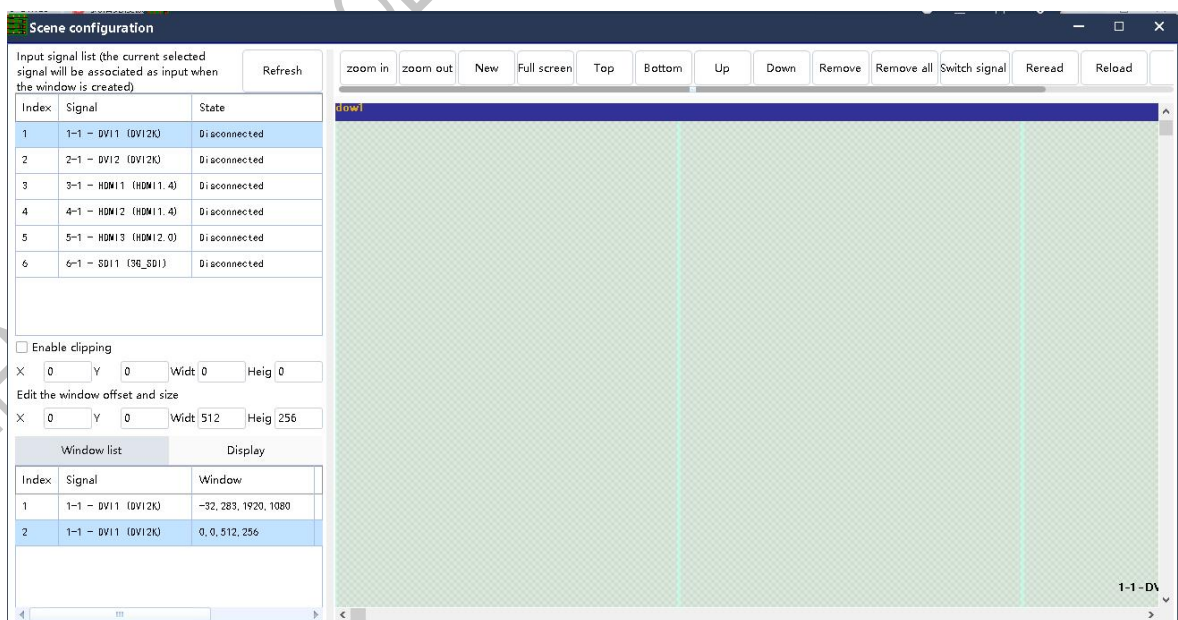 Scene configuration
Input signal list (the current selected
signal will be associated as input when
the window is created)
Refresh
zoom in zoom out New Full screen Top Bottom Up Down Remove Remove all Switch signal Reread Reload
Index Signal State
1 1-1 - DVI1 (DVI2K) Disconnected
2 2-1 - DVI2 (DVI2K) Disconnected
3 3-1 - HDMI1 (HDMI1.4) Disconnected
4 4-1 - HDMI2 (HDMI1.4) Disconnected
5 5-1 - HDMI3 (HDMI2.0) Disconnected
6 6-1 - SDI1 (3G_SDI) Disconnected
dow1
Enable clipping
X 0 Y 0 Widt 0 Heig 0
Edit the window offset and size
X 0 Y 0 Widt 512 Heig 256
Window list Display
Index Signal Window
1 1-1 - DVI1 (DVI2K) -32, 283, 1920, 1080
2 1-1 - DVI1 (DVI2K) 0, 0, 512, 256
1-1-DV